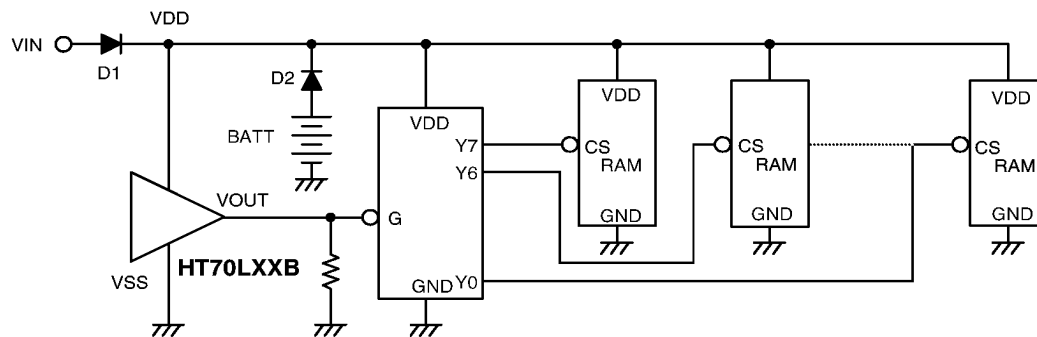 VDD
VIN
D1
D2
BATT
VDD
VDD
VDD
VDD
Y7
CS
RAM
CS
RAM
CS
RAM
Y6
VOUT
G
GND
GND
GND
HT70LXXB
VSS
GND
Y0